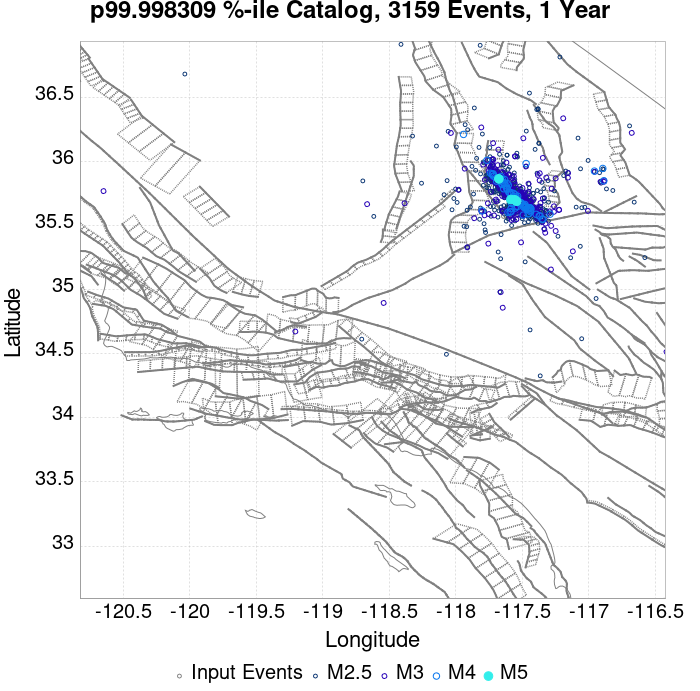 p99.998309 %-ile Catalog, 3159 Events, 1 Year
36.5
36
35.5
35
34.5
34
33.5
33
Latitude
-120.5 -120 -119.5 -119 -118.5 -118 -117.5 -117 -116.5
Longitude
Input Events M2.5 M3 M4 M5